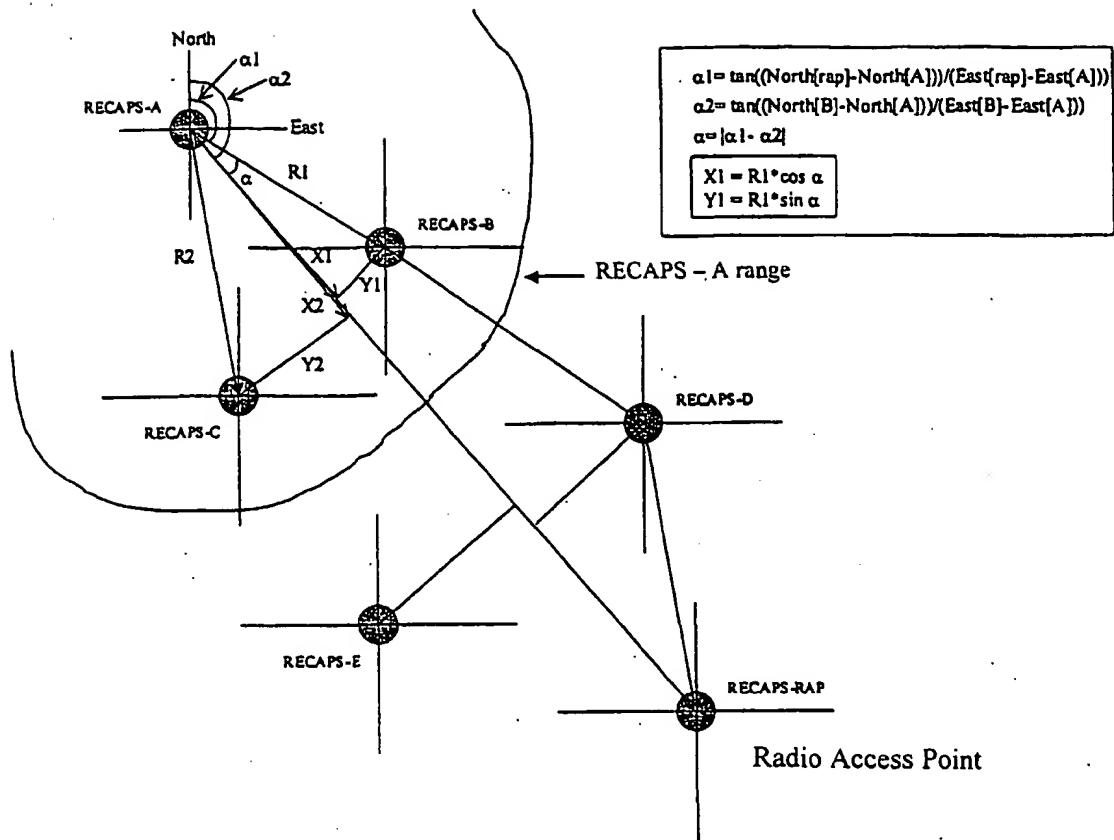 North
α1
α2
RECAPS-A
East
α
R1
R2
RECAPS-B
X1
Y1
X2
Y2
RECAPS – A range
RECAPS-C
RECAPS-D
RECAPS-E
RECAPS-RAP
Radio Access Point
α1= tan((North[rap]-North[A]))/(East[rap]-East[A]))
α2= tan((North[B]-North[A]))/(East[B]-East[A]))
α=|α1- α2|
X1 = R1*cos α
Y1 = R1*sin α